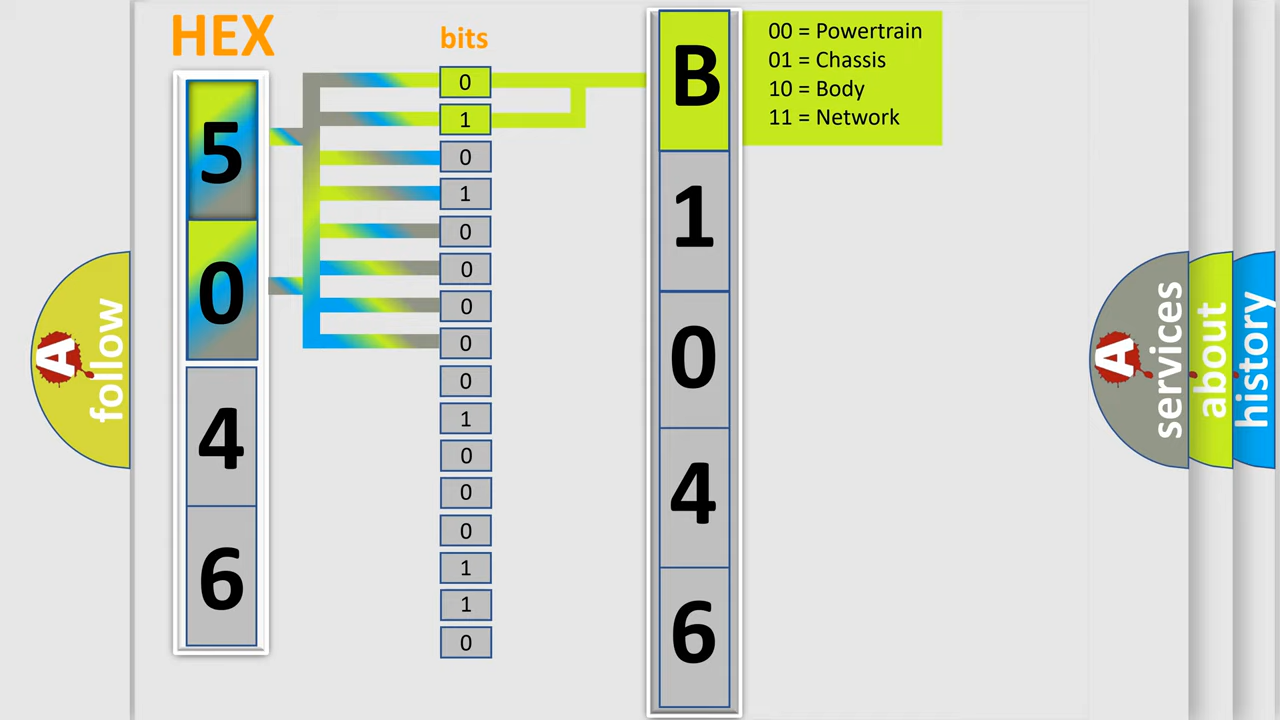 HEX
bits
5
0
4
6
0
1
0
1
0
0
0
0
0
1
0
0
0
1
1
0
B
1
0
4
6
00 = Powertrain
01 = Chassis
10 = Body
11 = Network
A
follow
A
services
about
history